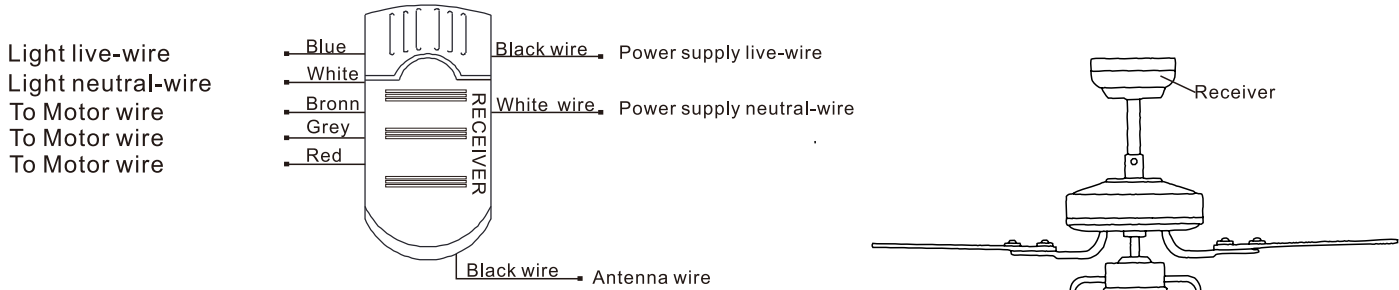 Light live-wire
Light neutral-wire
To Motor wire
To Motor wire
To Motor wire
Blue
White
Bronn
Grey
Red
RECEIVER
Black wire
Power supply live-wire
White wire
Power supply neutral-wire
Black wire
Antenna wire
Receiver